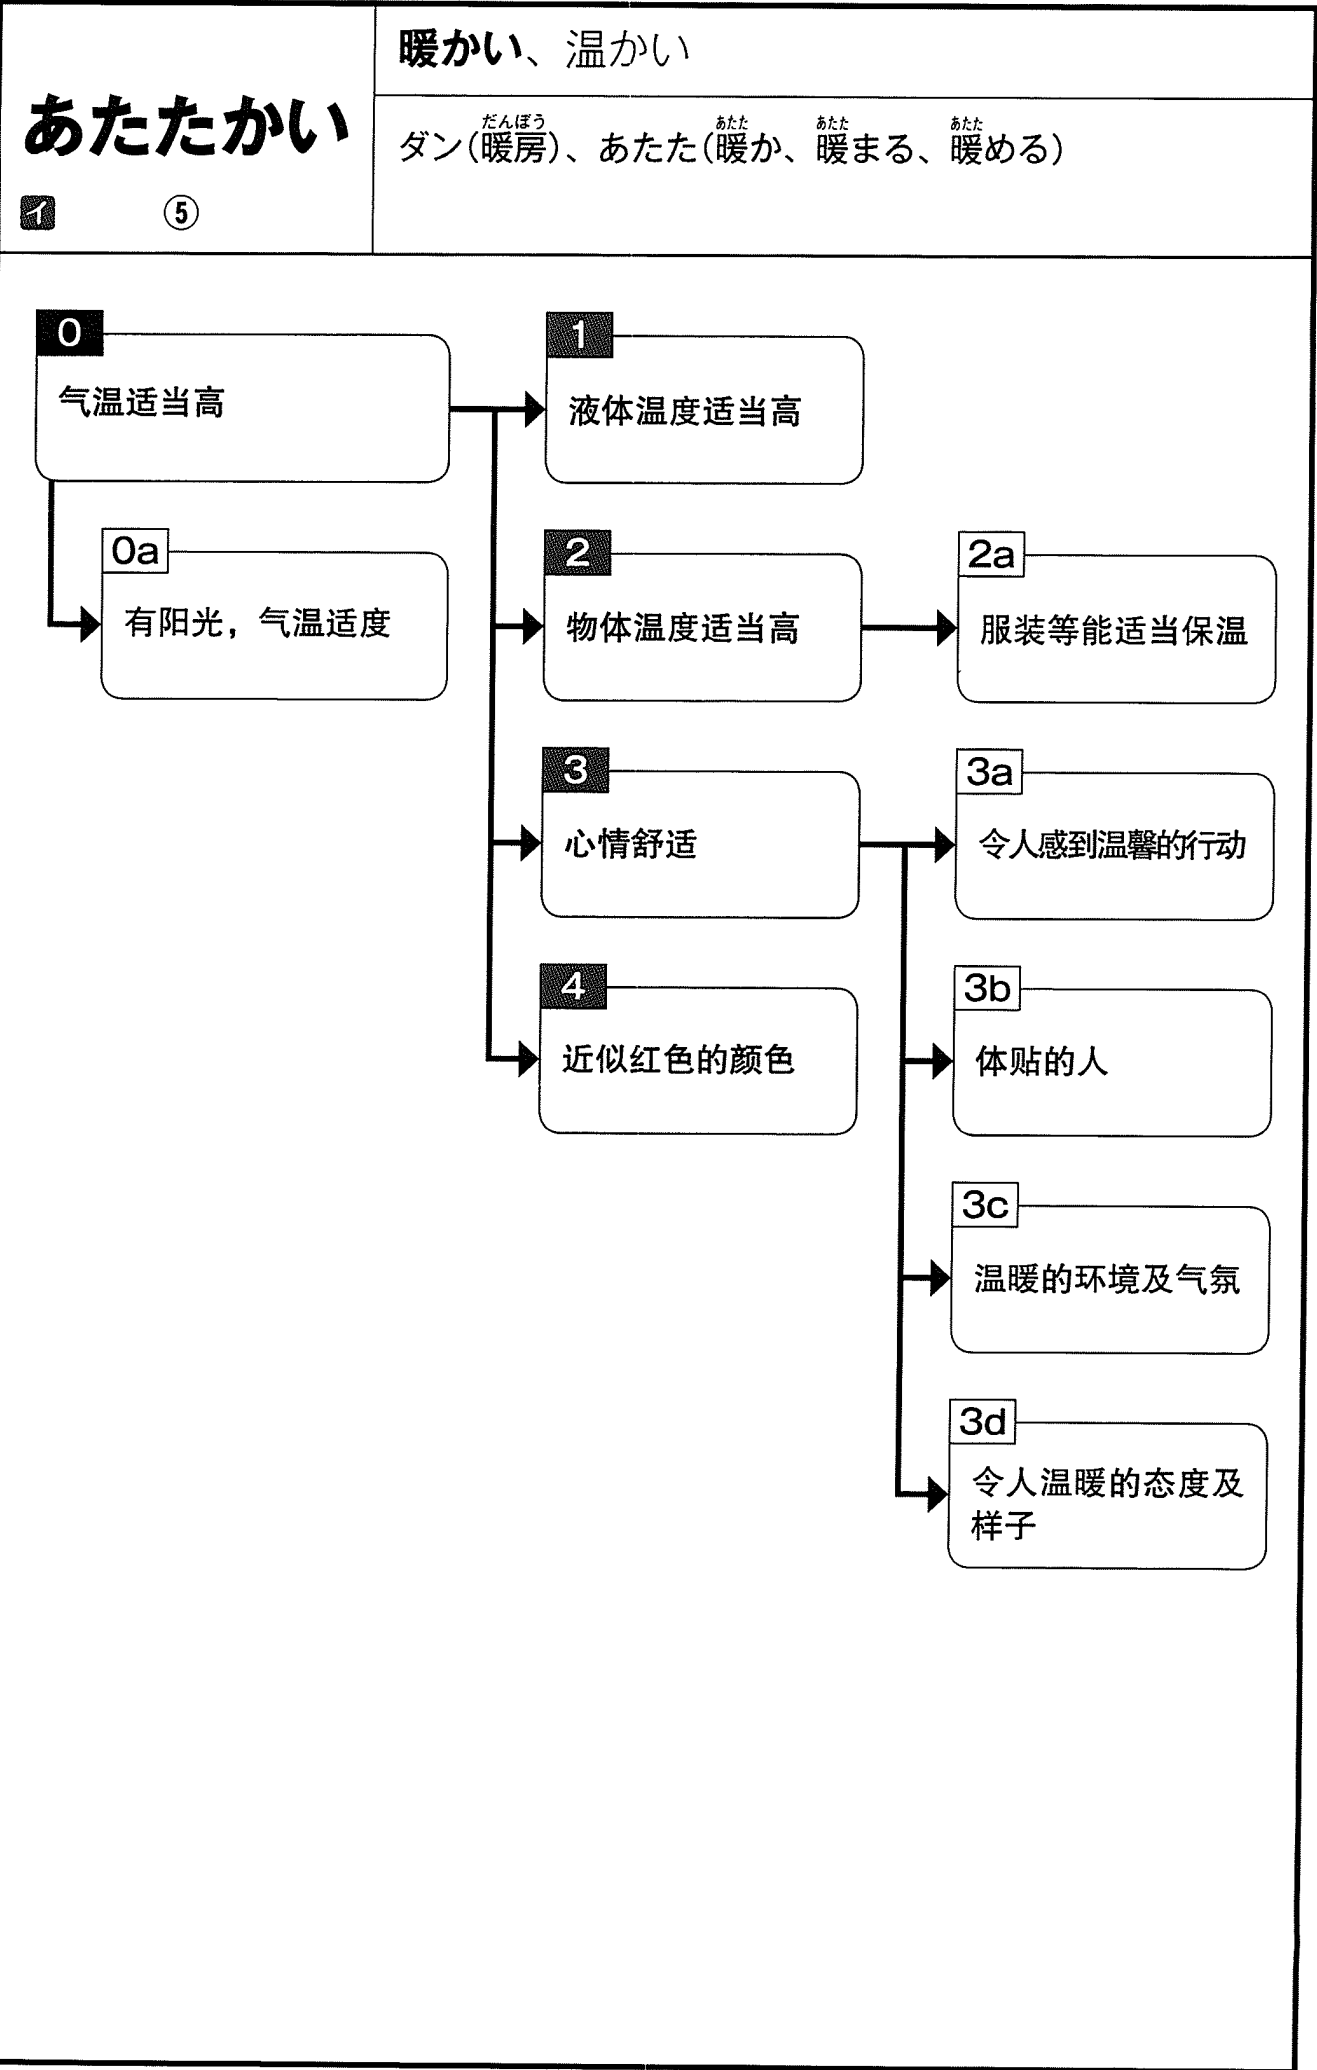 あたたかい
イ ⑤
暖かい、温かい
だんぼう あたた あたた あたた
ダン(暖房)、あたた(暖か、暖まる、暖める)
0
气温适当高
0a
有阳光，气温适度
1
液体温度适当高
2
物体温度适当高
2a
服装等能适当保温
3
心情舒适
3a
令人感到温馨的行动
3b
体贴的人
3c
温暖的环境及气氛
3d
令人温暖的态度及
样子
4
近似红色的颜色